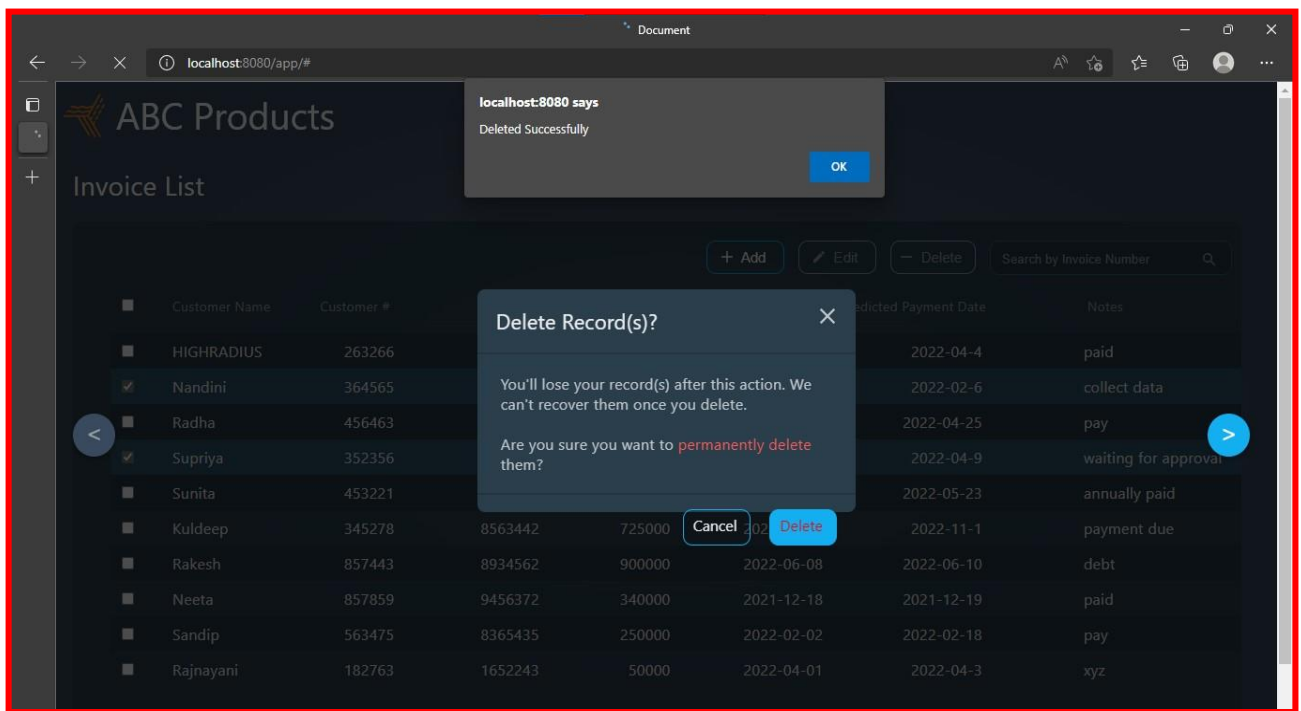 Document
localhost:8080/app/#
ABC Products
localhost:8080 says
Deleted Successfully
OK
Invoice List
+ Add
Edit
Delete
Search by Invoice Number
Customer Name Customer # Payment Date Notes
Delete Record(s)?
You'll lose your record(s) after this action. We
can't recover them once you delete.
Are you sure you want to permanently delete
them?
Cancel
Delete
HIGHRADIUS 263266 2022-04-4 paid
Nandini 364565 2022-02-6 collect data
Radha 456463 2022-04-25 pay
< >
Supriya 352356 2022-04-9 waiting for approval
Sunita 453221 2022-05-23 annually paid
Kuldeep 345278 8563442 725000 2022-11-1 payment due
Rakesh 857443 8934562 900000 2022-06-08 2022-06-10 debt
Neeta 857859 9456372 340000 2021-12-18 2021-12-19 paid
Sandip 563475 8365435 250000 2022-02-02 2022-02-18 pay
Rajnayani 182763 1652243 50000 2022-04-01 2022-04-3 xyz